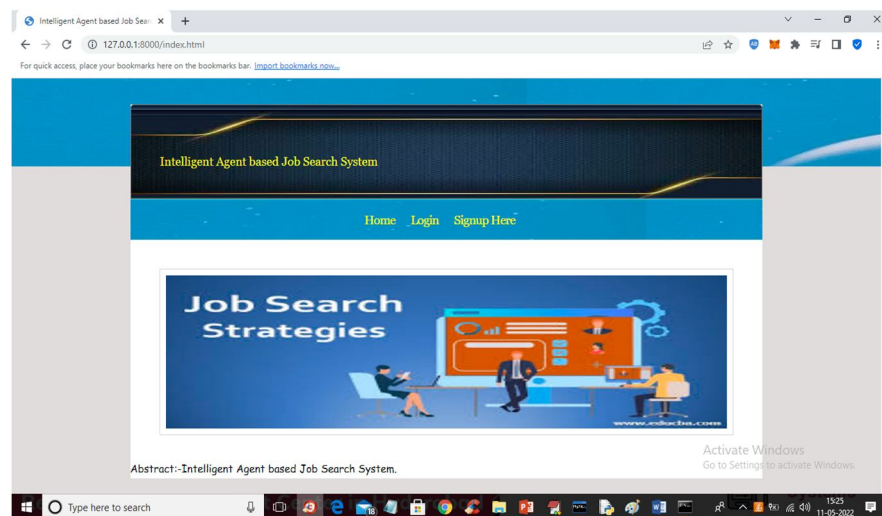 Intelligent Agent based Job Sear
127.0.0.1:8000/index.html
For quick access, place your bookmarks here on the bookmarks bar. Import bookmarks now...
Intelligent Agent based Job Search System
Home Login Signup Here
Job Search
Strategies
www.educba.com
Abstract:-Intelligent Agent based Job Search System.
Activate Windows
Go to Settings to activate Windows.
Type here to search
18
15:25
11-05-2022